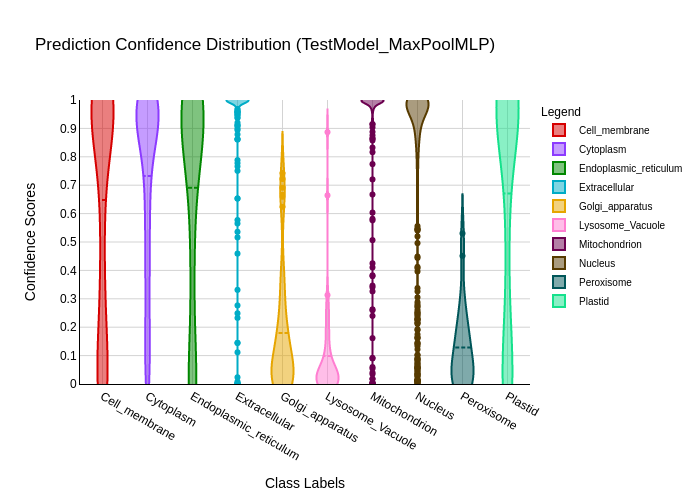 Prediction Confidence Distribution (TestModel_MaxPoolMLP)
Legend
Cell_membrane
Cytoplasm
Endoplasmic_reticulum
Extracellular
Golgi_apparatus
Lysosome_Vacuole
Mitochondrion
Nucleus
Peroxisome
Plastid
Confidence Scores
1
0.9
0.8
0.7
0.6
0.5
0.4
0.3
0.2
0.1
0
Cell_membrane
Cytoplasm
Endoplasmic_reticulum
Extracellular
Golgi_apparatus
Lysosome_Vacuole
Mitochondrion
Nucleus
Peroxisome
Plastid
Class Labels